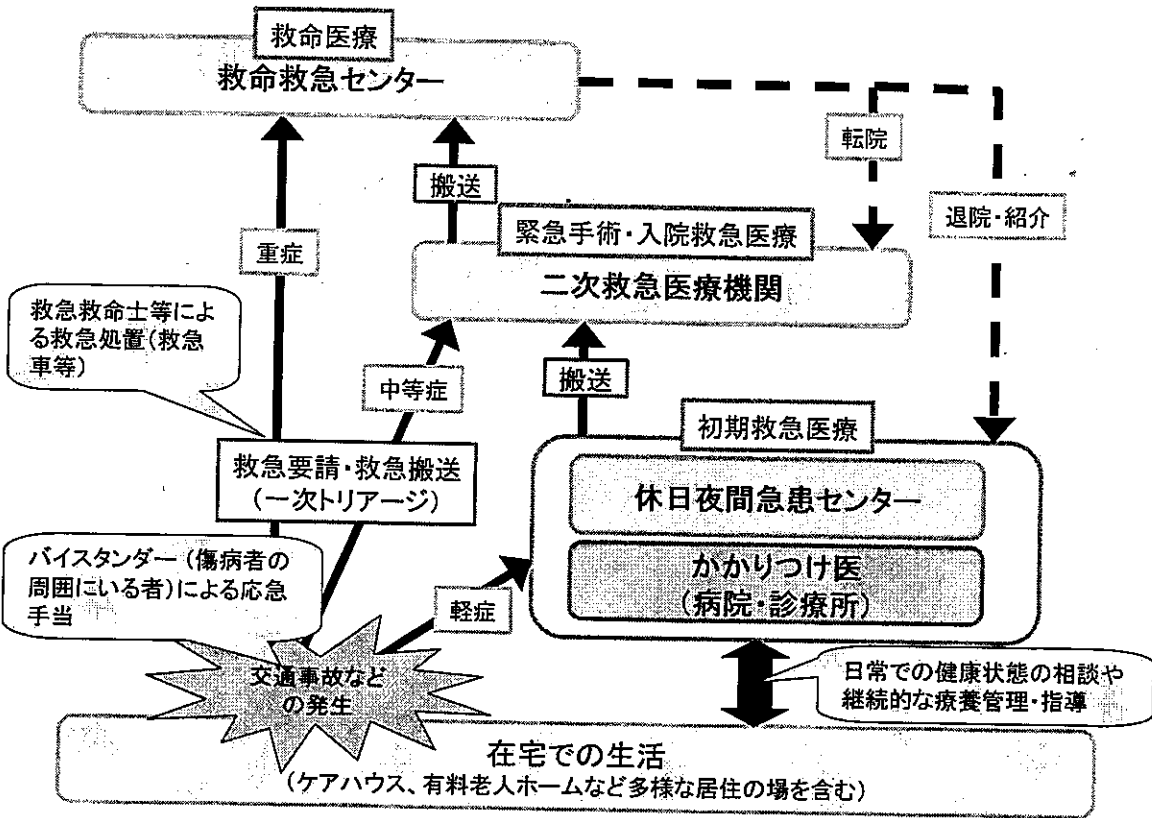 救命医療
救命救急センター
転院
搬送
退院・紹介
緊急手術・入院救急医療
重症
二次救急医療機関
救急救命士等によ
る救急処置(救急
車等)
中等症
搬送
初期救急医療
救急要請・救急搬送
(一次トリアージ)
休日夜間急患センター
バイスタンダー(傷病者の
周囲にいる者)による応急
手当
かかりつけ医
(病院・診療所)
軽症
交通事故など
の発生
日常での健康状態の相談や
継続的な療養管理・指導
在宅での生活
(ケアハウス、有料老人ホームなど多様な居住の場を含む)